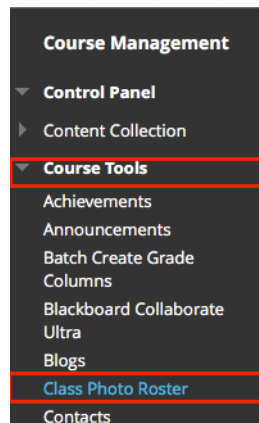 Course Management
Control Panel
Content Collection
Course Tools
Achievements
Announcements
Batch Create Grade
Columns
Blackboard Collaborate
Ultra
Blogs
Class Photo Roster
Contacts